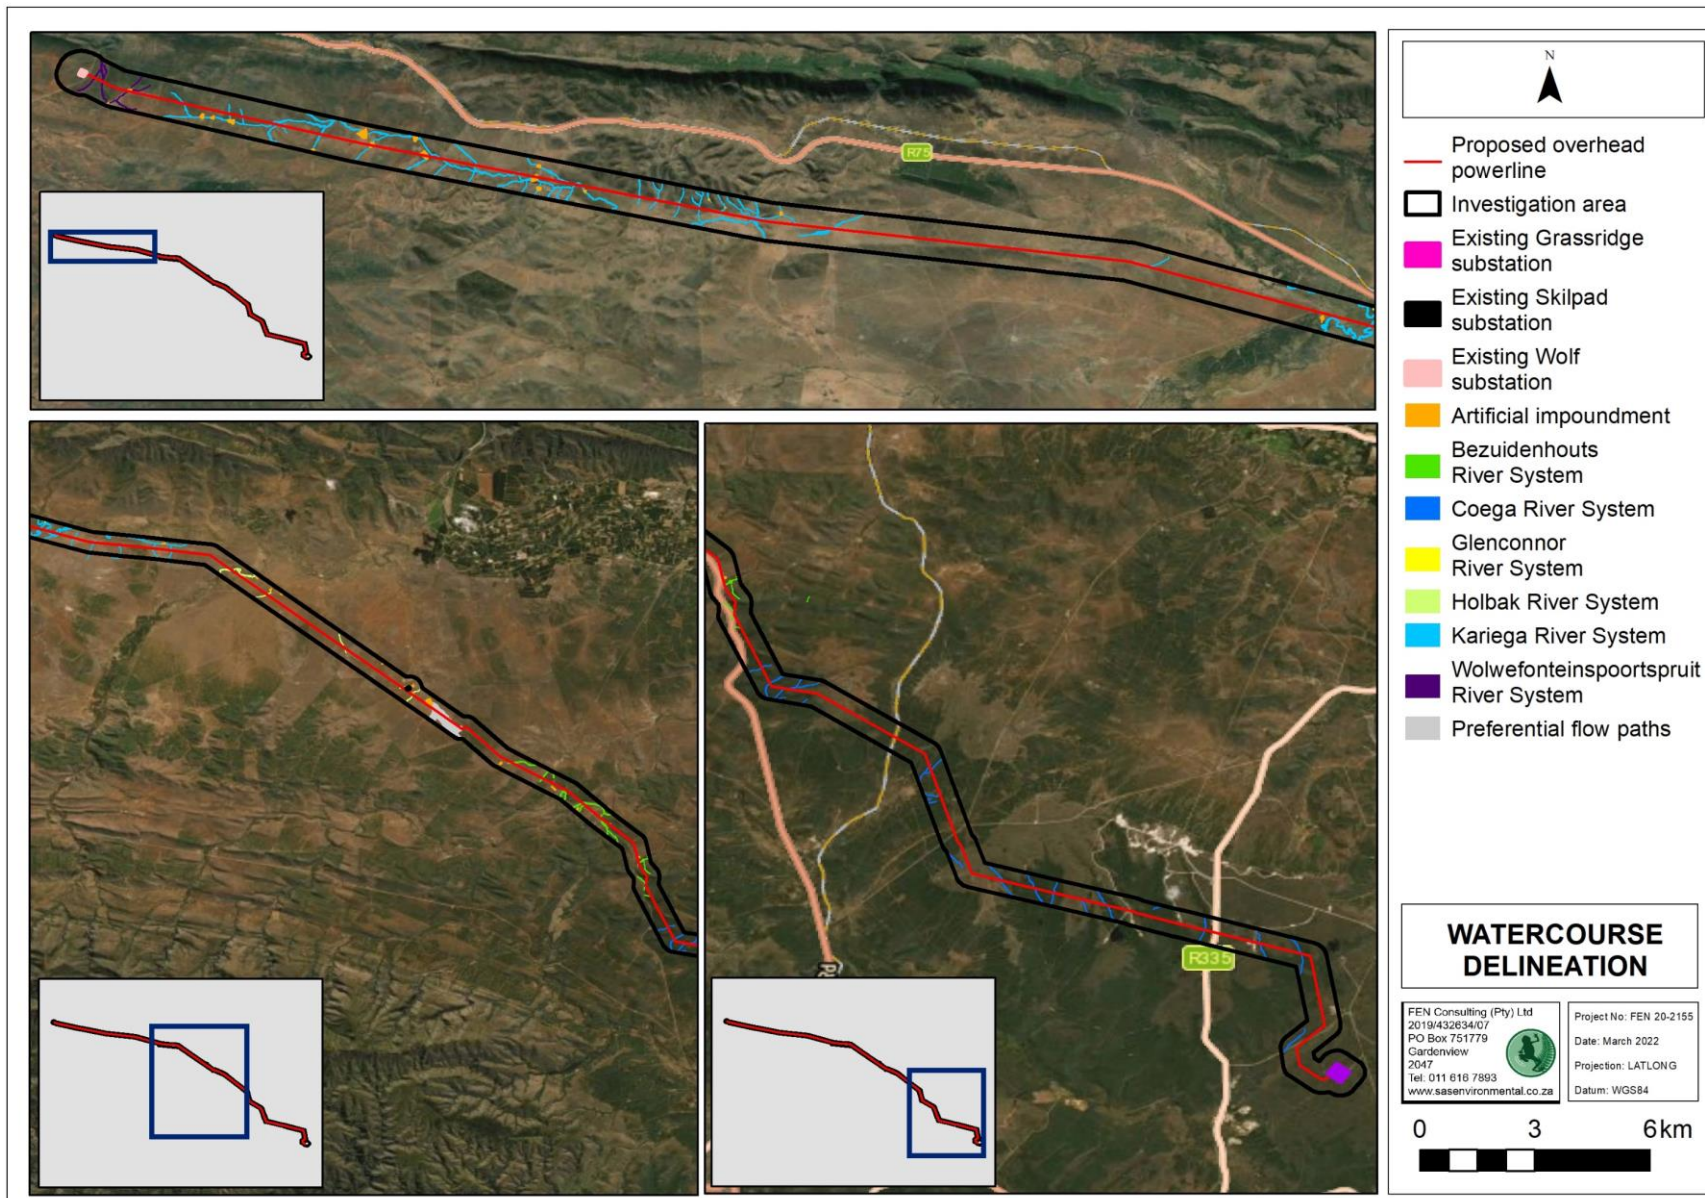 R75
R335
N
Proposed overhead
powerline
Investigation area
Existing Grassridge
substation
Existing Skilpad
substation
Existing Wolf
substation
Artificial impoundment
Bezuidenhouts
River System
Coega River System
Glenconnor
River System
Holbak River System
Kariega River System
Wolwefonteinspoortspruit
River System
Preferential flow paths
WATERCOURSE
DELINEATION
FEN Consulting (Pty) Ltd
2019/432634/07
PO Box 751779
Gardenview
2047
Tel: 011 616 7893
www.sasenvironmental.co.za
Project No: FEN 20-2155
Date: March 2022
Projection: LATLONG
Datum: WGS84
0 3 6 km